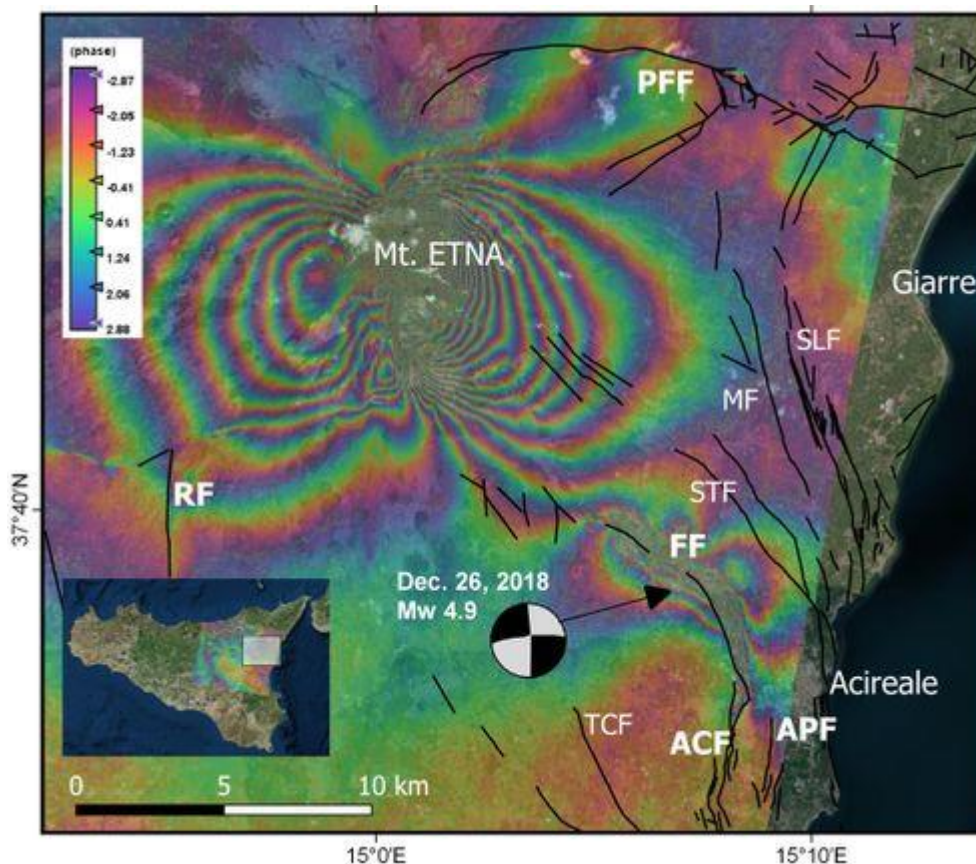 (phase)
-2.87
-2.05
-1.23
-0.41
0.41
1.24
2.06
2.88
PFF
Mt. ETNA
Giarre
SLF
MF
RF
STF
37°40'N
FF
Dec. 26, 2018
Mw 4.9
Acireale
TCF
ACF
APF
0 5 10 km
15°0'E
15°10'E